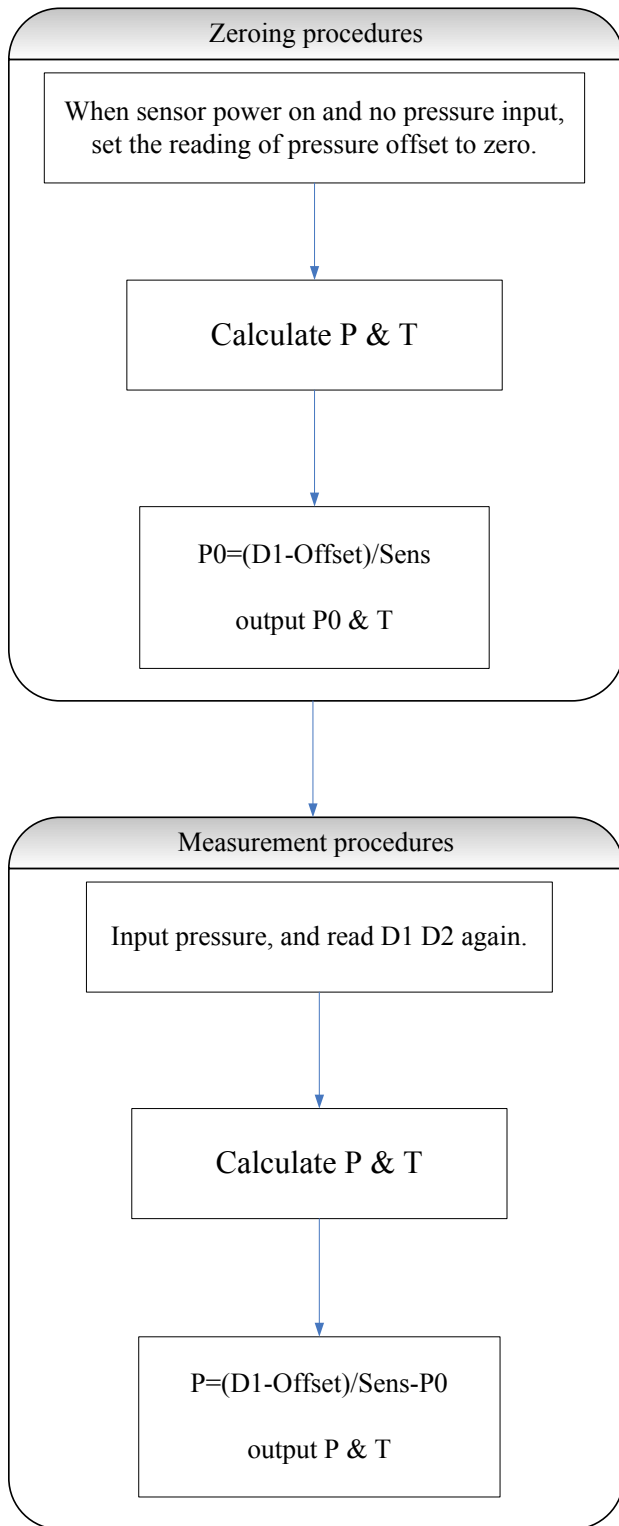 Zeroing procedures
When sensor power on and no pressure input,
set the reading of pressure offset to zero.
Calculate P & T
P0=(D1-Offset)/Sens
output P0 & T
Measurement procedures
Input pressure, and read D1 D2 again.
Calculate P & T
P=(D1-Offset)/Sens-P0
output P & T